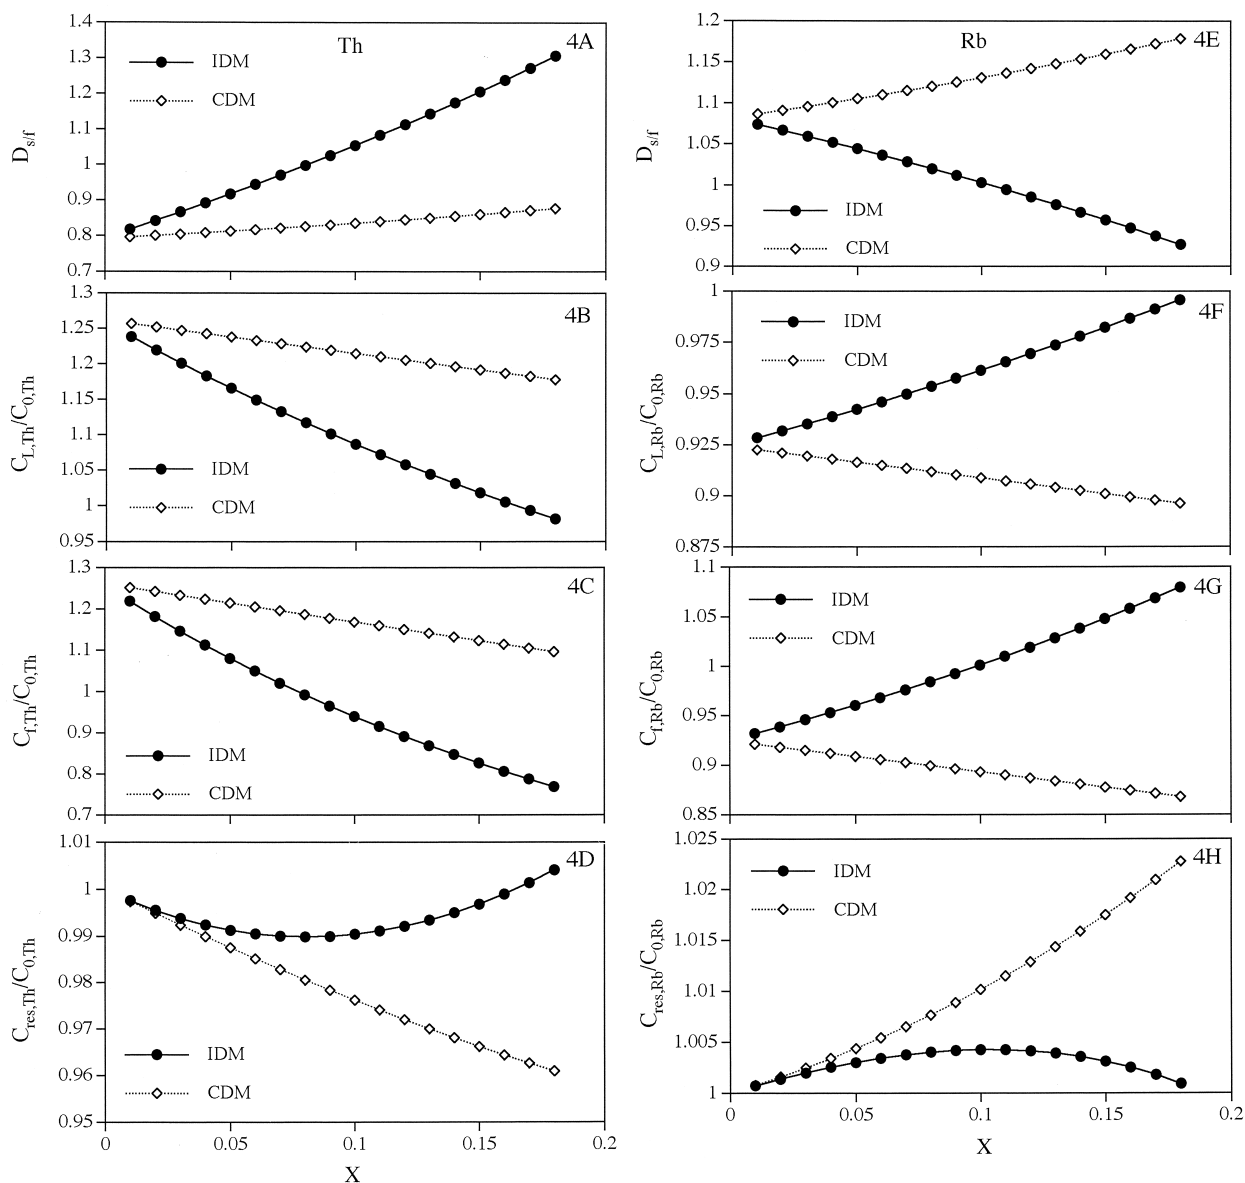 Th
4A
IDM
CDM
D_s/f
1.4
1.3
1.2
1.1
1
0.9
0.8
0.7
4B
IDM
CDM
C_L,Th/C_0,Th
1.3
1.25
1.2
1.15
1.1
1.05
1
0.95
4C
IDM
CDM
C_f,Th/C_0,Th
1.3
1.2
1.1
1
0.9
0.8
0.7
4D
IDM
CDM
C_res,Th/C_0,Th
1.01
1
0.99
0.98
0.97
0.96
0.95
0 0.05 0.1 0.15 0.2
X
Rb
4E
IDM
CDM
D_s/f
1.2
1.15
1.1
1.05
1
0.95
0.9
4F
IDM
CDM
C_L,Rb/C_0,Rb
1
0.975
0.95
0.925
0.9
0.875
4G
IDM
CDM
C_f,Rb/C_0,Rb
1.1
1.05
1
0.95
0.9
0.85
4H
IDM
CDM
C_res,Rb/C_0,Rb
1.025
1.02
1.015
1.01
1.005
1
0 0.05 0.1 0.15 0.2
X